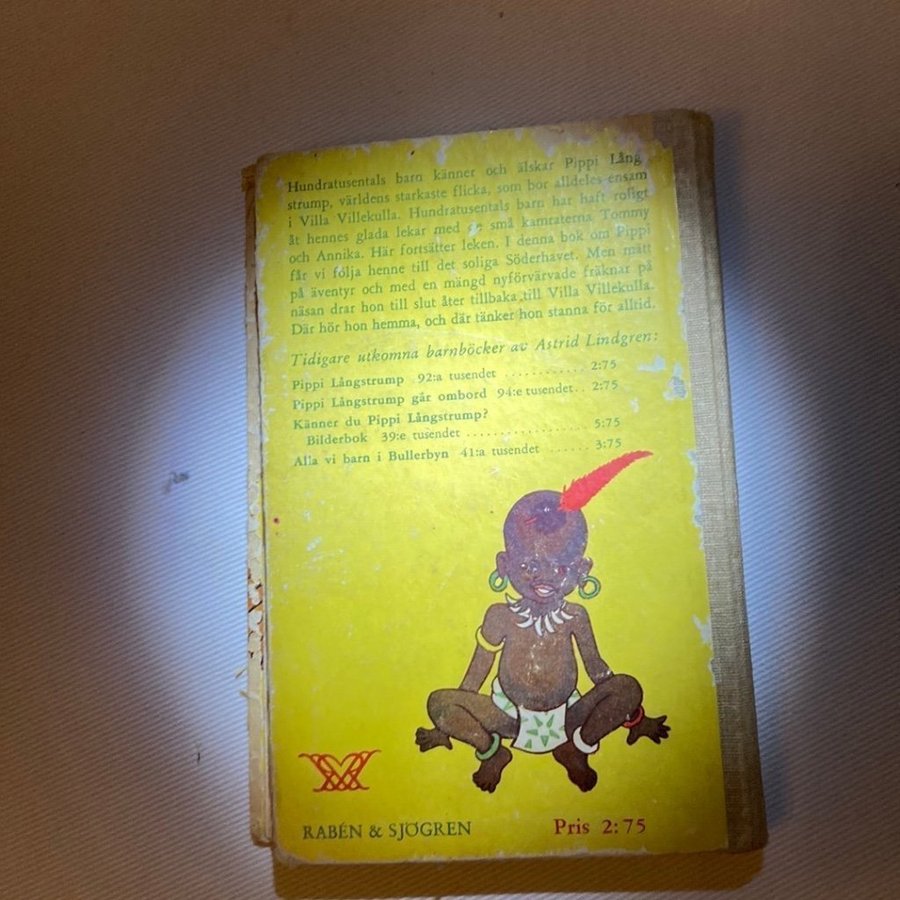 Hundratusentals barn känner och älskar Pippi Lång
strump, världens starkaste flicka, som bor alldeles ensam
i Villa Villekulla. Hundratusentals barn har haft roligt
åt hennes glada lekar med små kamraterna Tommy
och Annika. Här fortsätter leken. I denna bok om Pippi
får vi följa henne till det soliga Söderhavet. Men mätt
på äventyr och med en mängd nyförvärvade fräknar på
näsan drar hon till slut åter tillbaka till Villa Villekulla.
Där hör hon hemma, och där tänker hon stanna för alltid.
Tidigare utkomna barnböcker av Astrid Lindgren:
Pippi Långstrump 92:a tusendet ............ 2:75
Pippi Långstrump går ombord 94:e tusendet.. 2:75
Känner du Pippi Långstrump?
Bilderbok 39:e tusendet .................. 5:75
Alla vi barn i Bullerbyn 41:a tusendet ...... 3:75
RABÉN & SJÖGREN Pris 2:75